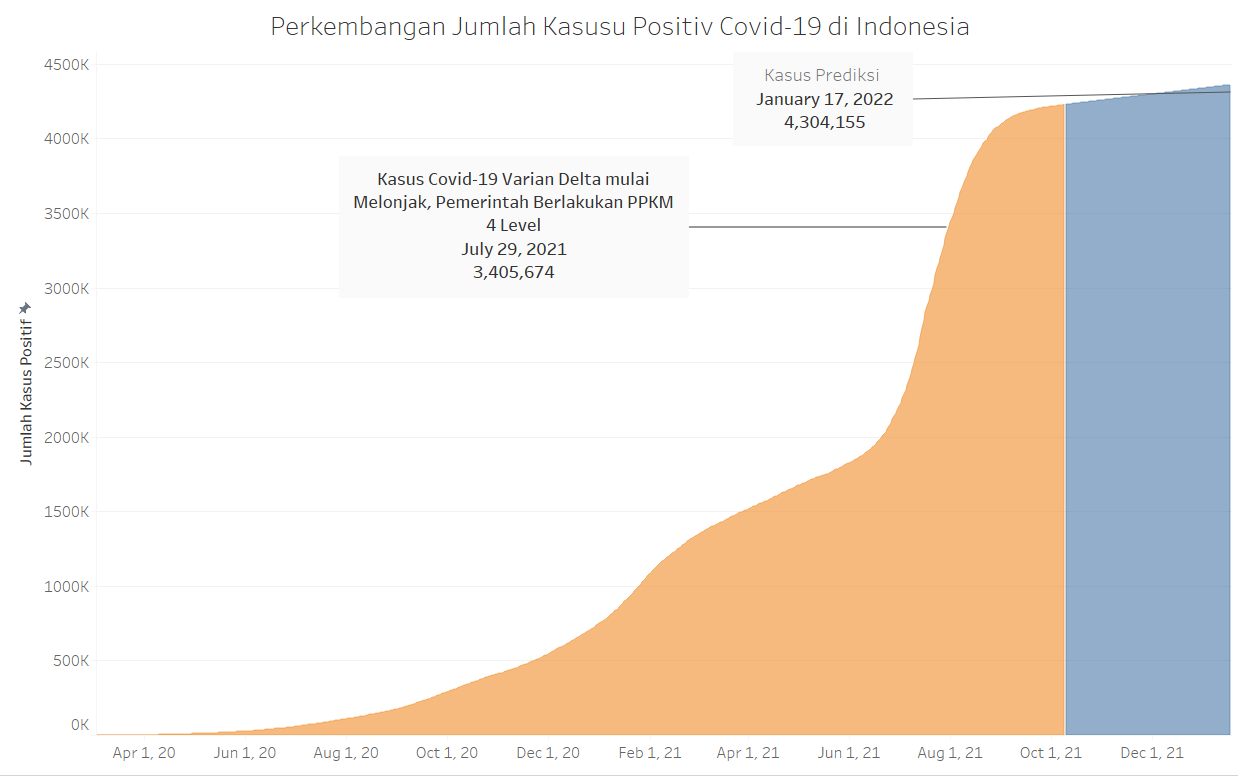 Perkembangan Jumlah Kasusu Positiv Covid-19 di Indonesia
4500K
4000K
3500K
3000K
2500K
2000K
1500K
1000K
500K
0K
Jumlah Kasus Positif
Kasus Prediksi
January 17, 2022
4,304,155
Kasus Covid-19 Varian Delta mulai
Melonjak, Pemerintah Berlakukan PPKM
4 Level
July 29, 2021
3,405,674
Apr 1, 20
Jun 1, 20
Aug 1, 20
Oct 1, 20
Dec 1, 20
Feb 1, 21
Apr 1, 21
Jun 1, 21
Aug 1, 21
Oct 1, 21
Dec 1, 21